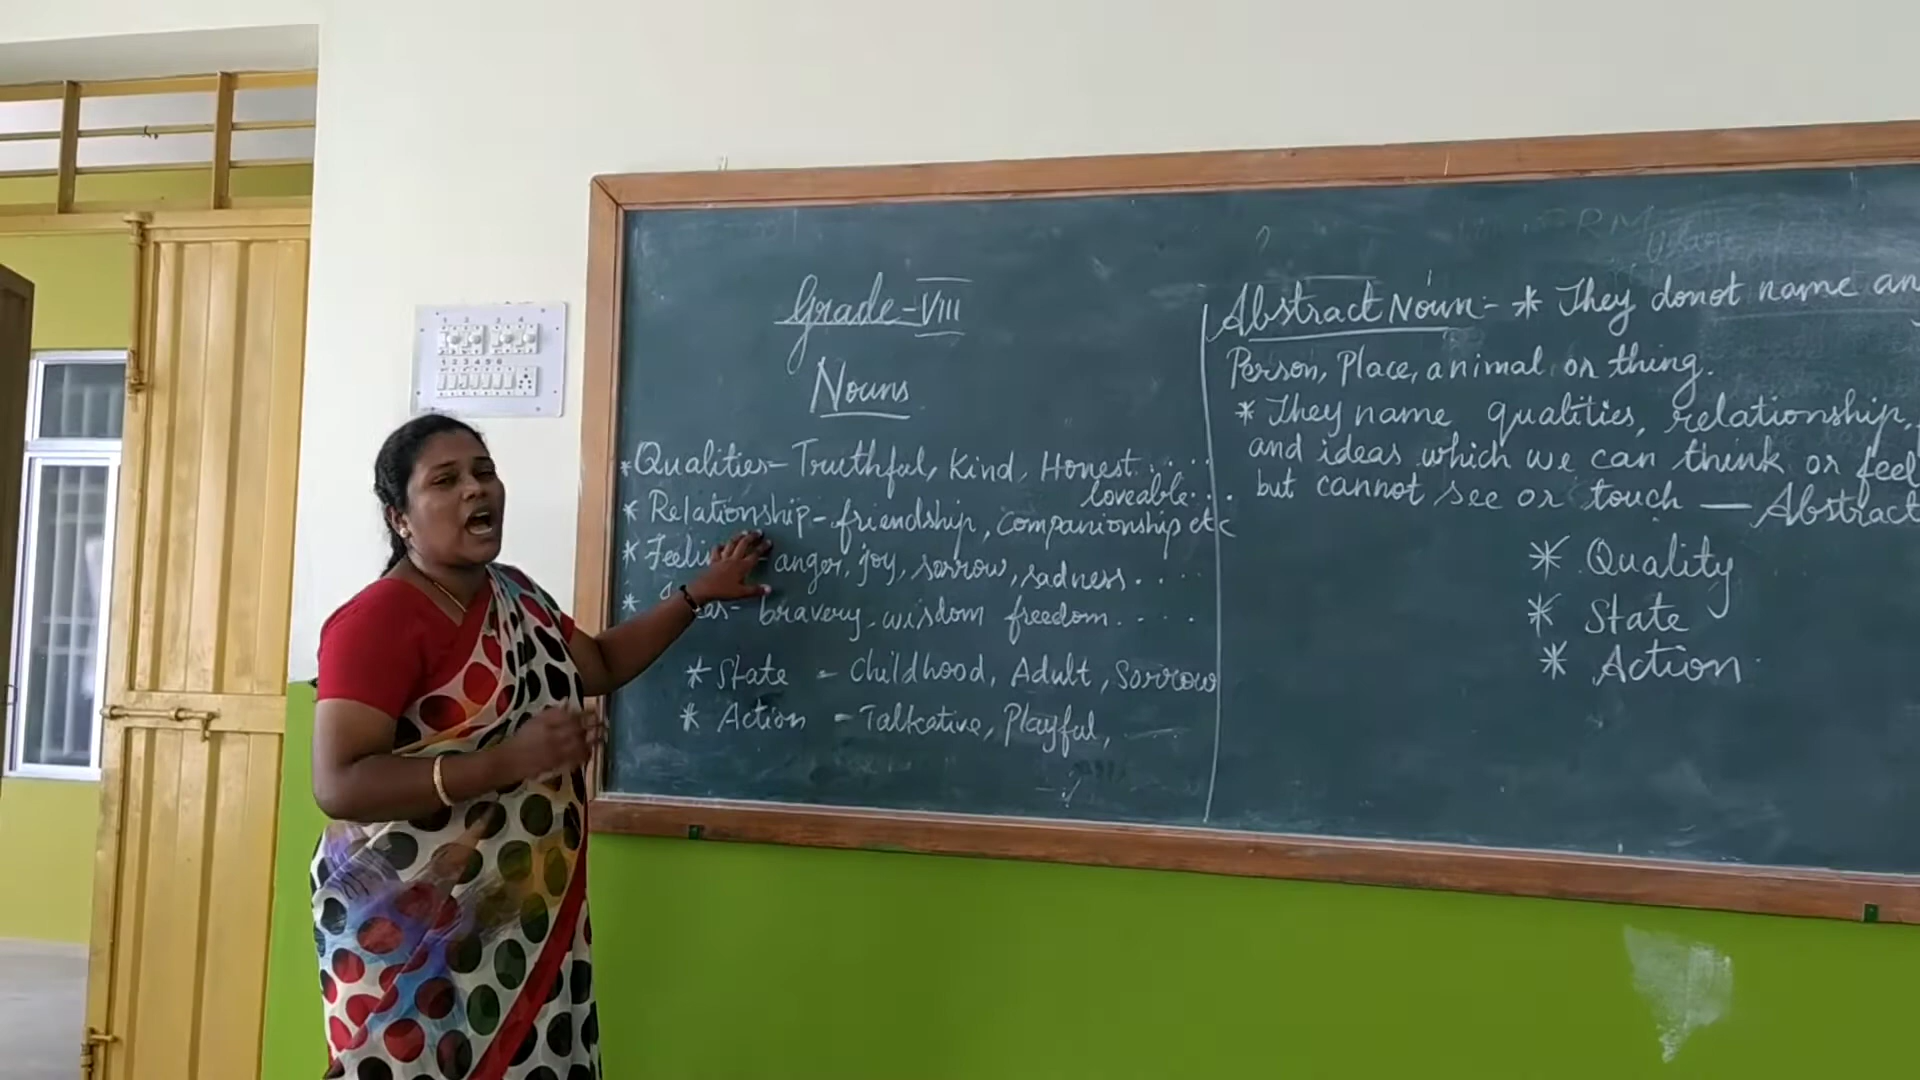 Grade-VIII
Nouns
*Qualities- Truthful, Kind, Honest.....
loveable...
* Relationship- friendship, Companionship etc
* Feelin - anger, joy, sorrow, sadness....
* eas- bravery, wisdom freedom....
* State - Childhood, Adult, Sorrow
* Action - Talkative, Playful,
Abstract Noun:- * They donot name an
Person, Place, animal or thing.
* They name qualities, relationship,
and ideas which we can think or feel
but cannot see or touch — Abstract
* Quality
* State
* Action